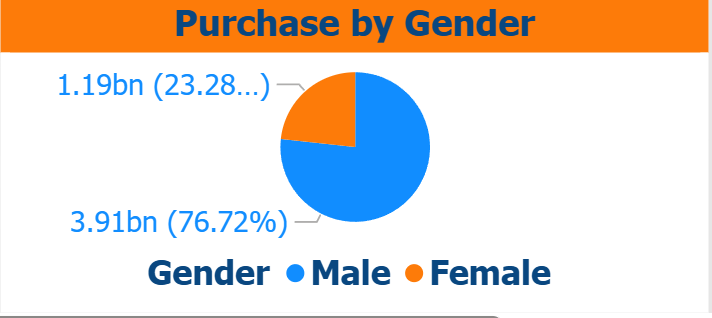 Purchase by Gender
1.19bn (23.28...)
3.91bn (76.72%)
Gender Male Female